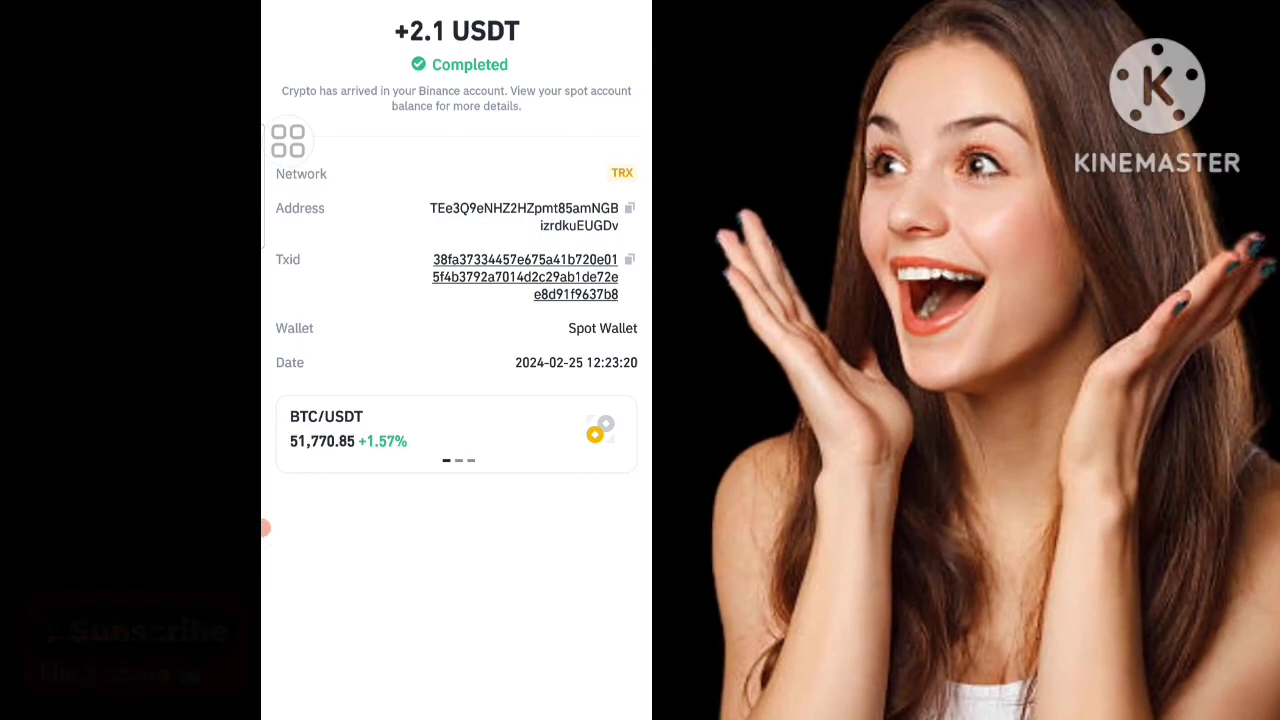 +2.1 USDT
Completed
Crypto has arrived in your Binance account. View your spot account
balance for more details.
Network
TRX
Address
TEe3Q9eNHZ2HZpmt85amNGB
izrdkuEUGDv
Txid
38fa37334457e675a41b720e01
5f4b3792a7014d2c29ab1de72e
e8d91f9637b8
Wallet
Spot Wallet
Date
2024-02-25 12:23:20
BTC/USDT
51,770.85 +1.57%
K
KINEMASTER
Subscribe